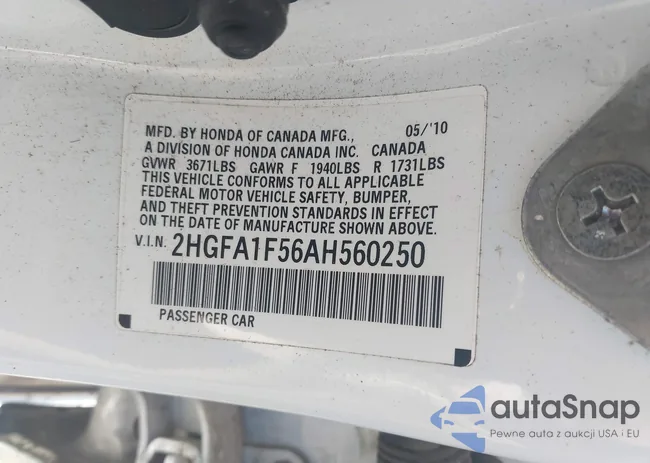 MFD. BY HONDA OF CANADA MFG., 05/'10
A DIVISION OF HONDA CANADA INC. CANADA
GVWR 3671LBS GAWR F 1940LBS R 1731LBS
THIS VEHICLE CONFORMS TO ALL APPLICABLE
FEDERAL MOTOR VEHICLE SAFETY, BUMPER,
AND THEFT PREVENTION STANDARDS IN EFFECT
ON THE DATE OF MANUFACTURE SHOWN ABOVE.
V.I.N. 2HGFA1F56AH560250
PASSENGER CAR
autaSnap
Pewne auta z aukcji USA i EU